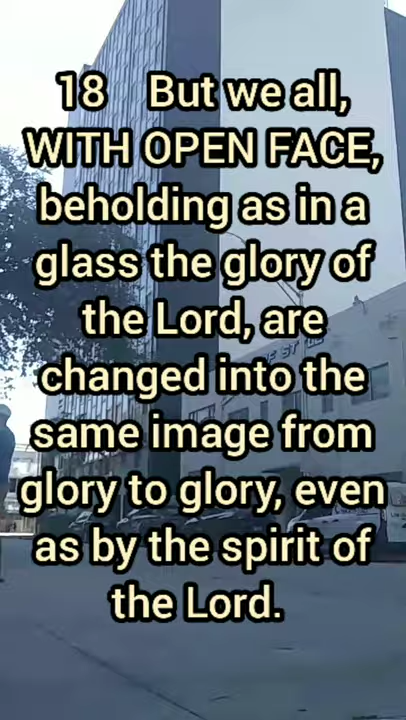 18 But we all,
WITH OPEN FACE,
beholding as in a
glass the glory of
the Lord, are
changed into the
same image from
glory to glory, even
as by the spirit of
the Lord.